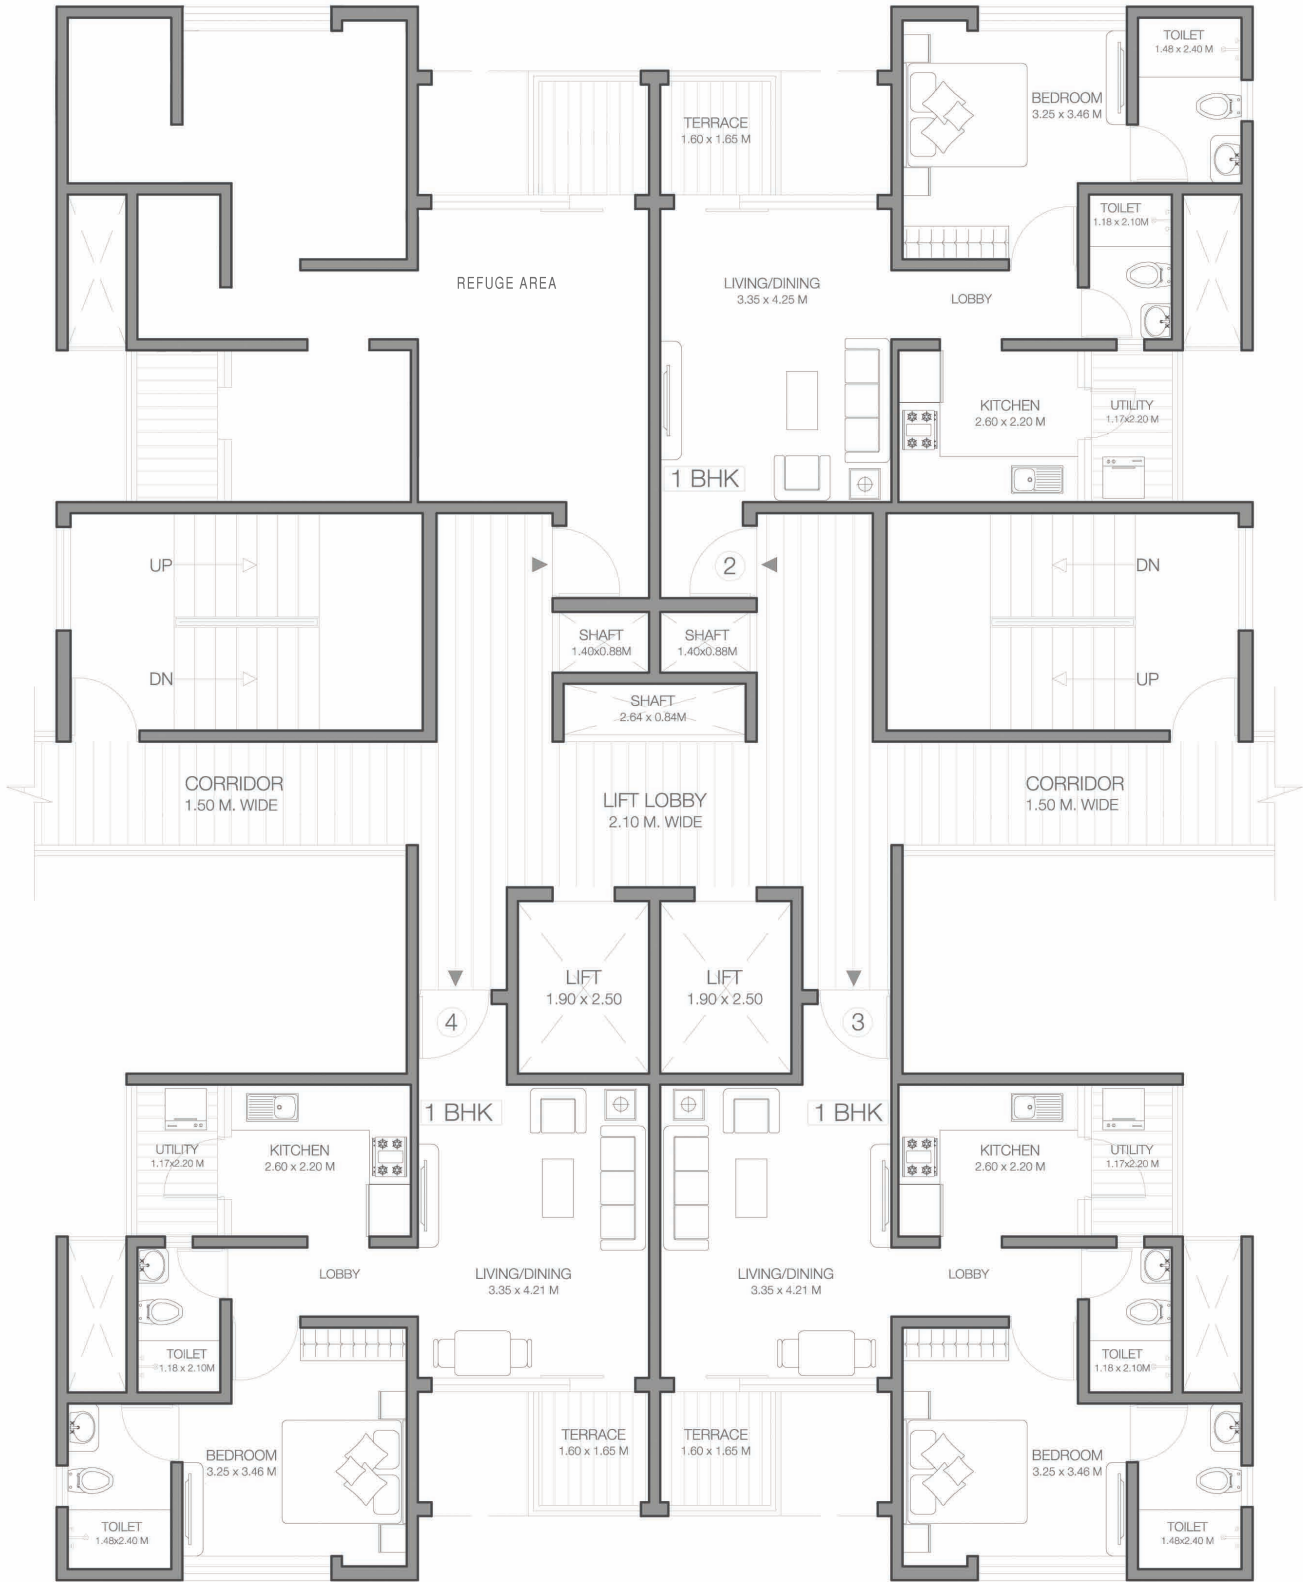 TOILET
1.48 x 2.40 M
BEDROOM
3.25 x 3.46 M
TERRACE
1.60 x 1.65 M
TOILET
1.18 x 2.10M
REFUGE AREA
LIVING/DINING
3.35 x 4.25 M
LOBBY
KITCHEN
2.60 x 2.20 M
UTILITY
1.17x2.20 M
1 BHK
UP
2
DN
SHAFT
1.40x0.88M
SHAFT
1.40x0.88M
DN
UP
SHAFT
2.64 x 0.84M
CORRIDOR
1.50 M. WIDE
LIFT LOBBY
2.10 M. WIDE
CORRIDOR
1.50 M. WIDE
LIFT
1.90 x 2.50
LIFT
1.90 x 2.50
4
3
1 BHK
1 BHK
UTILITY
1.17x2.20 M
KITCHEN
2.60 x 2.20 M
KITCHEN
2.60 x 2.20 M
UTILITY
1.17x2.20 M
LOBBY
LIVING/DINING
3.35 x 4.21 M
LIVING/DINING
3.35 x 4.21 M
LOBBY
TOILET
1.18 x 2.10M
TOILET
1.18 x 2.10M
TERRACE
1.60 x 1.65 M
TERRACE
1.60 x 1.65 M
BEDROOM
3.25 x 3.46 M
BEDROOM
3.25 x 3.46 M
TOILET
1.48x2.40 M
TOILET
1.48x2.40 M